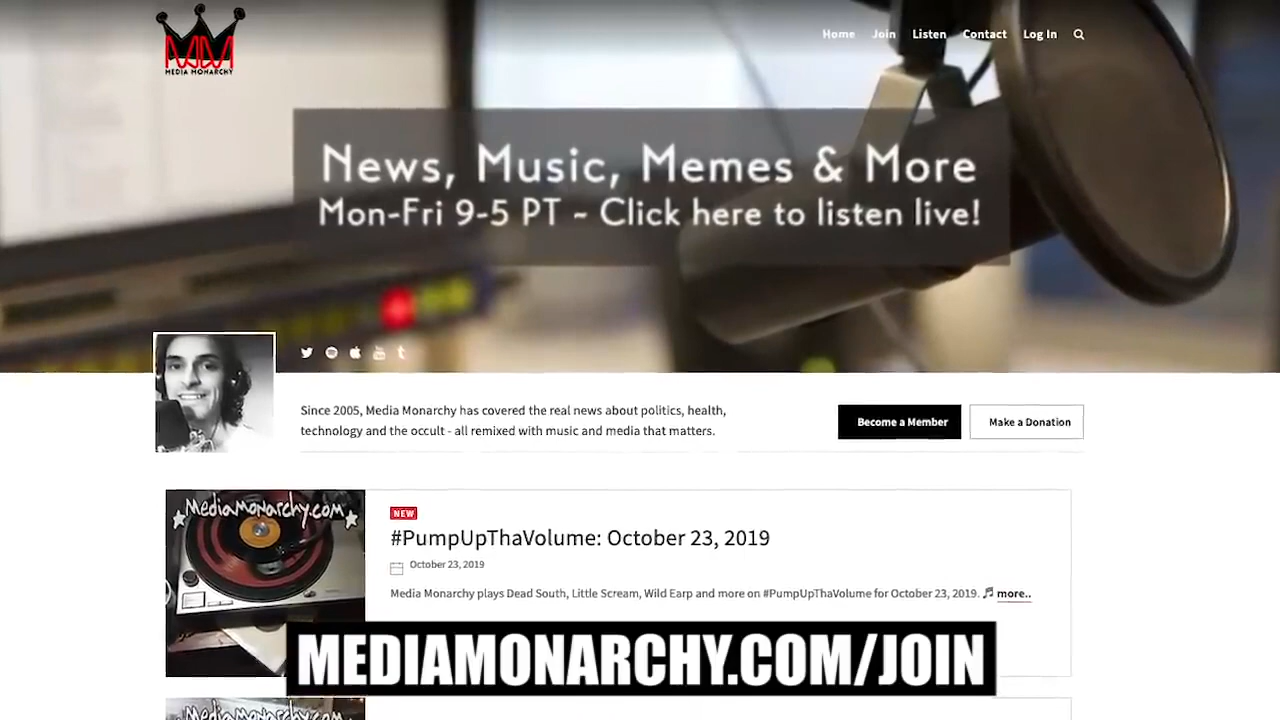 MEDIA MONARCHY
Home Join Listen Contact Log In
News, Music, Memes & More
Mon-Fri 9-5 PT ~ Click here to listen live!
Since 2005, Media Monarchy has covered the real news about politics, health,
technology and the occult - all remixed with music and media that matters.
Become a Member
Make a Donation
MediaMonarchy.com
NEW
#PumpUpThaVolume: October 23, 2019
October 23, 2019
Media Monarchy plays Dead South, Little Scream, Wild Earp and more on #PumpUpThaVolume for October 23, 2019. 🎵 more..
MEDIAMONARCHY.COM/JOIN
MediaMonarchy.com